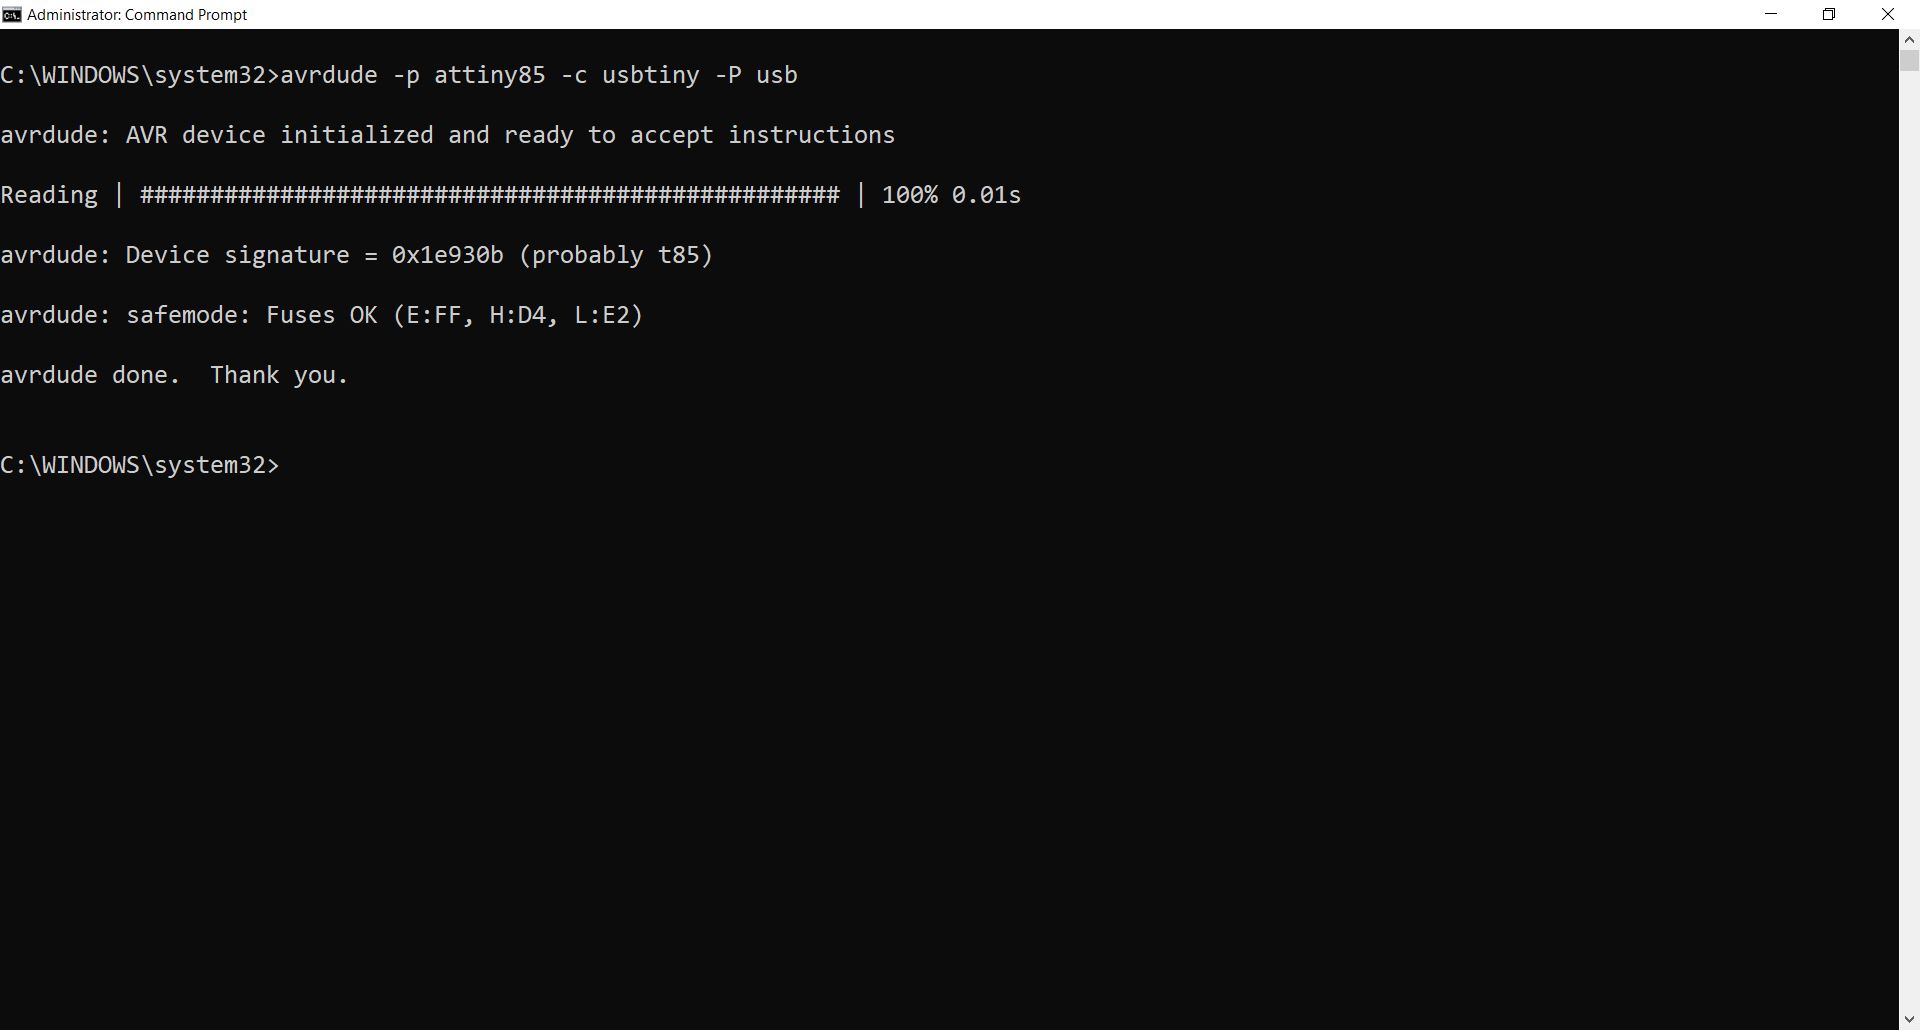 Administrator: Command Prompt
C:\WINDOWS\system32>avrdude -p attiny85 -c usbtiny -P usb
avrdude: AVR device initialized and ready to accept instructions
Reading | ################################################## | 100% 0.01s
avrdude: Device signature = 0x1e930b (probably t85)
avrdude: safemode: Fuses OK (E:FF, H:D4, L:E2)
avrdude done.  Thank you.
C:\WINDOWS\system32>